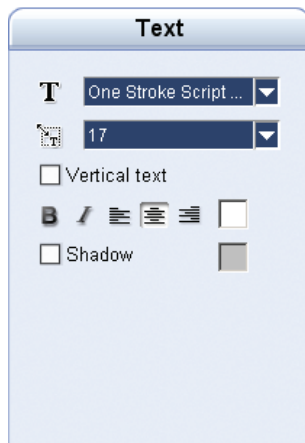 Text
T One Stroke Script ...
T 17
Vertical text
B I
Shadow